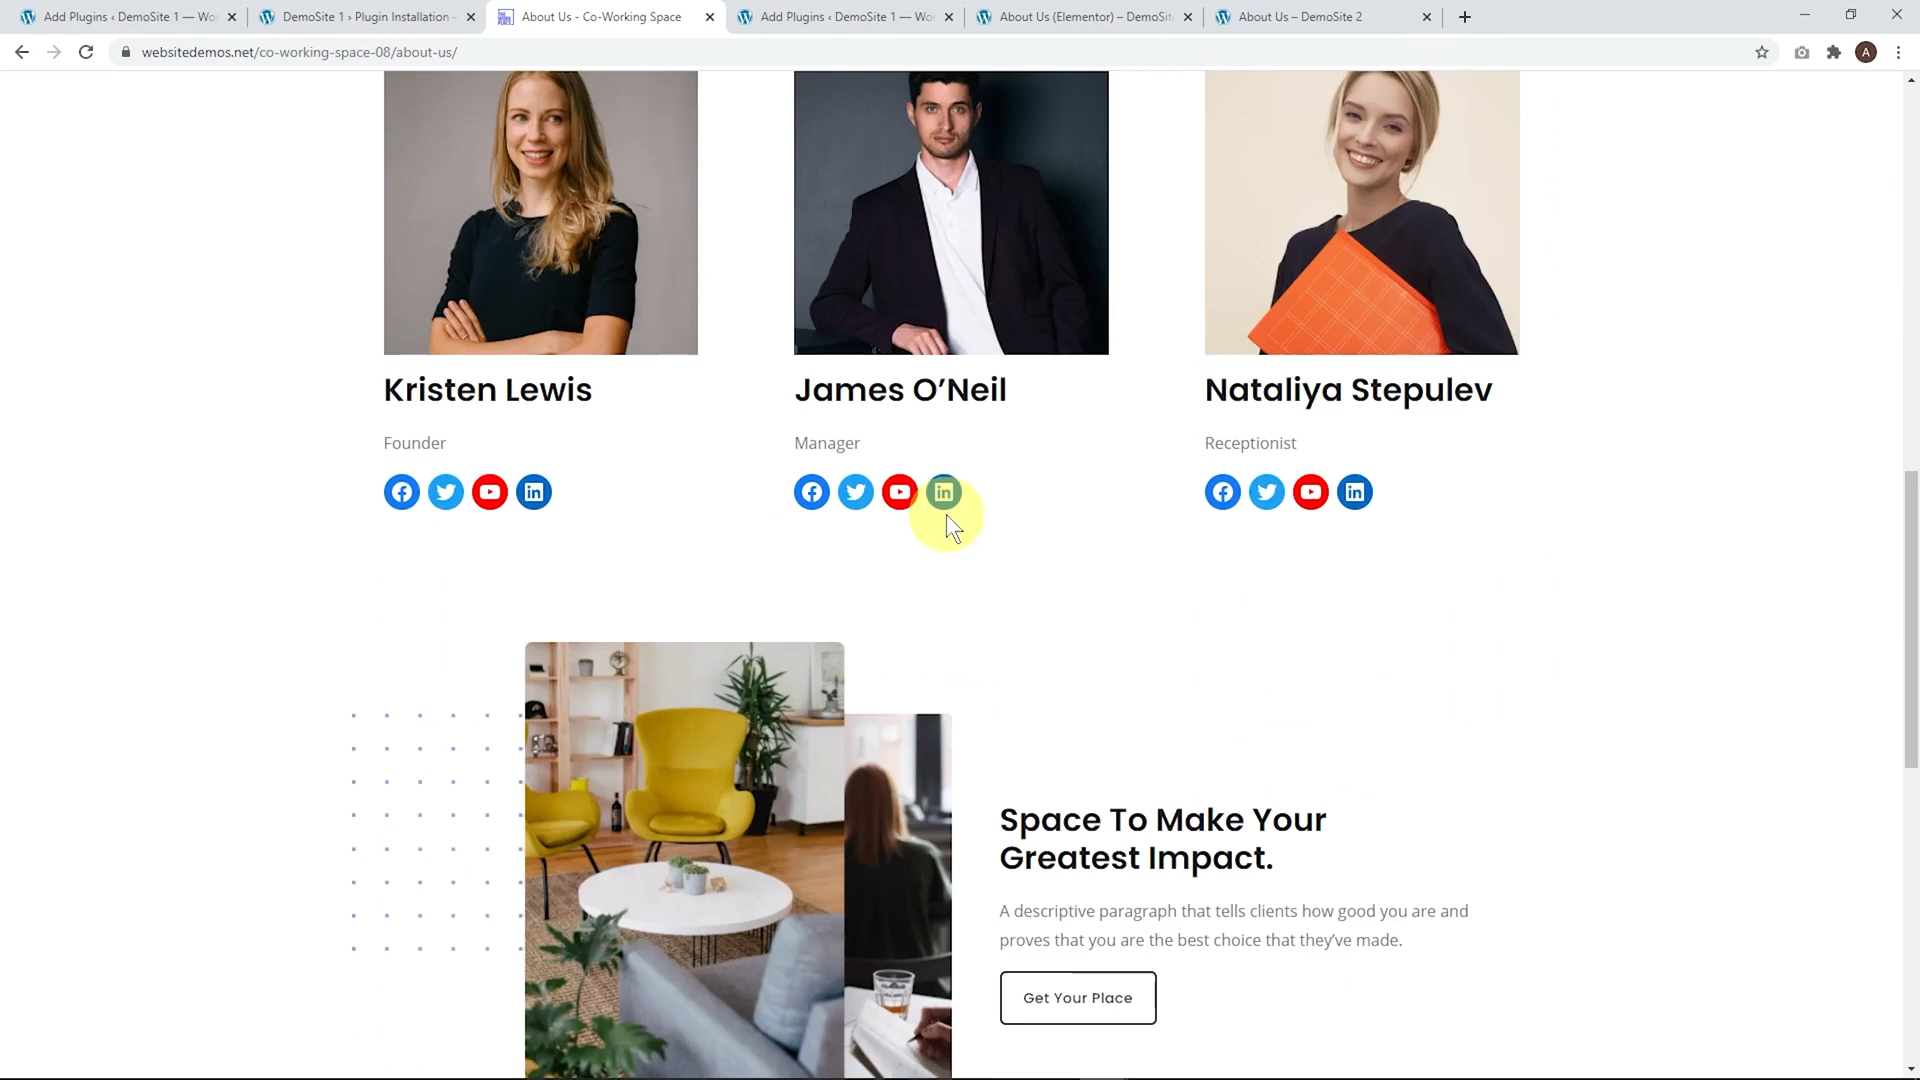 Add Plugins ‹ DemoSite 1 — Wor
DemoSite 1 › Plugin Installation –
About Us - Co-Working Space
Add Plugins ‹ DemoSite 1 — Wo
About Us (Elementor) – DemoSit
About Us – DemoSite 2
websitedemos.net/co-working-space-08/about-us/
A
Kristen Lewis
James O’Neil
Nataliya Stepulev
Founder
Manager
Receptionist
Space To Make Your
Greatest Impact.
A descriptive paragraph that tells clients how good you are and
proves that you are the best choice that they’ve made.
Get Your Place